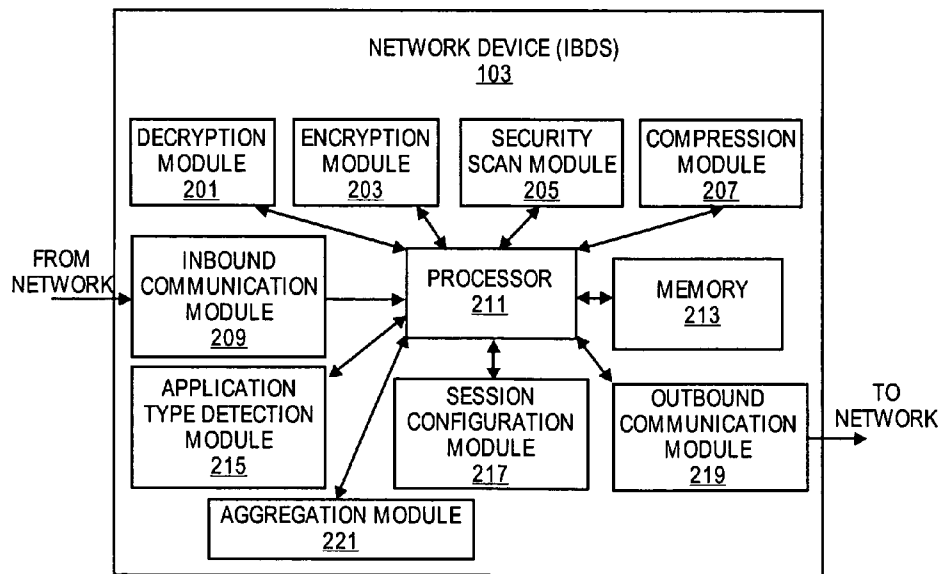 NETWORK DEVICE (IBDS)
103
DECRYPTION
MODULE
201
ENCRYPTION
MODULE
203
SECURITY
SCAN MODULE
205
COMPRESSION
MODULE
207
FROM
NETWORK
INBOUND
COMMUNICATION
MODULE
209
PROCESSOR
211
MEMORY
213
APPLICATION
TYPE DETECTION
MODULE
215
SESSION
CONFIGURATION
MODULE
217
OUTBOUND
COMMUNICATION
MODULE
219
TO
NETWORK
AGGREGATION MODULE
221